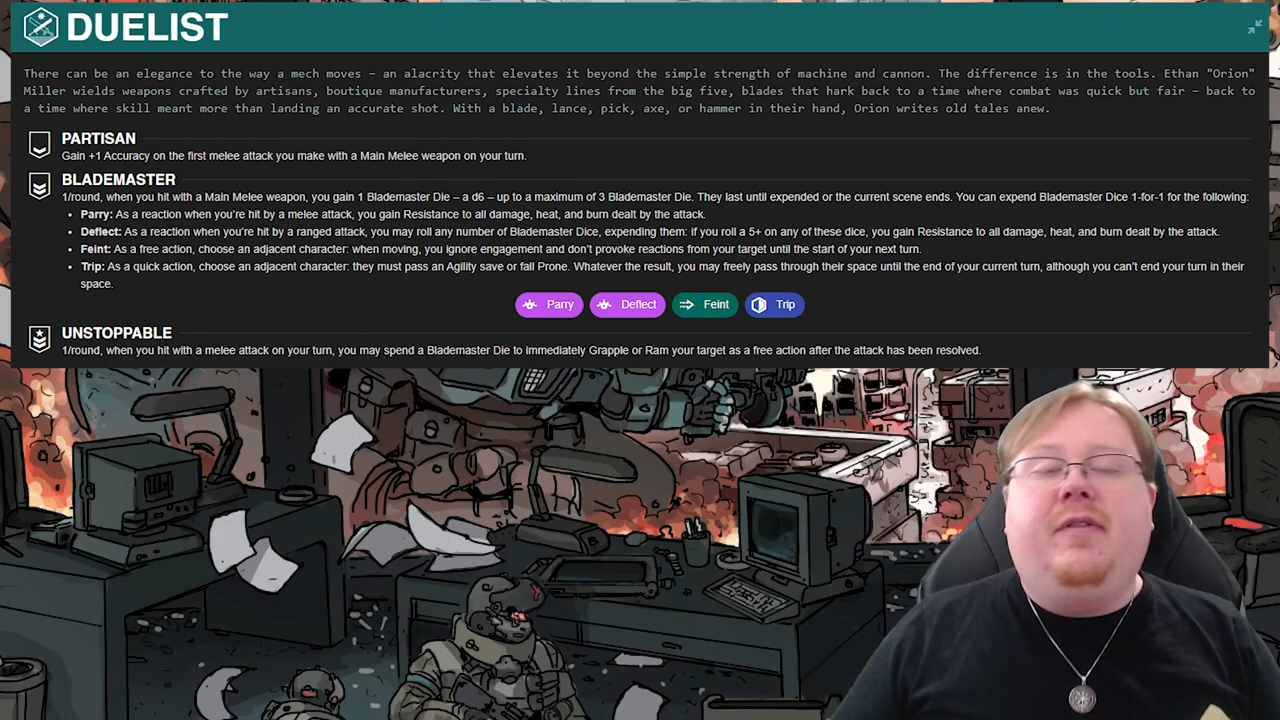 DUELIST
There can be an elegance to the way a mech moves – an alacrity that elevates it beyond the simple strength of machine and cannon. The difference is in the tools. Ethan "Orion"
Miller wields weapons crafted by artisans, boutique manufacturers, specialty lines from the big five, blades that hark back to a time where combat was quick but fair – back to
a time where skill meant more than landing an accurate shot. With a blade, lance, pick, axe, or hammer in their hand, Orion writes old tales anew.
PARTISAN
Gain +1 Accuracy on the first melee attack you make with a Main Melee weapon on your turn.
BLADEMASTER
1/round, when you hit with a Main Melee weapon, you gain 1 Blademaster Die – a d6 – up to a maximum of 3 Blademaster Die. They last until expended or the current scene ends. You can expend Blademaster Dice 1-for-1 for the following:
• Parry: As a reaction when you're hit by a melee attack, you gain Resistance to all damage, heat, and burn dealt by the attack.
• Deflect: As a reaction when you're hit by a ranged attack, you may roll any number of Blademaster Dice, expending them: if you roll a 5+ on any of these dice, you gain Resistance to all damage, heat, and burn dealt by the attack.
• Feint: As a free action, choose an adjacent character: when moving, you ignore engagement and don't provoke reactions from your target until the start of your next turn.
• Trip: As a quick action, choose an adjacent character: they must pass an Agility save or fall Prone. Whatever the result, you may freely pass through their space until the end of your current turn, although you can't end your turn in their
space.
Parry Deflect Feint Trip
UNSTOPPABLE
1/round, when you hit with a melee attack on your turn, you may spend a Blademaster Die to immediately Grapple or Ram your target as a free action after the attack has been resolved.